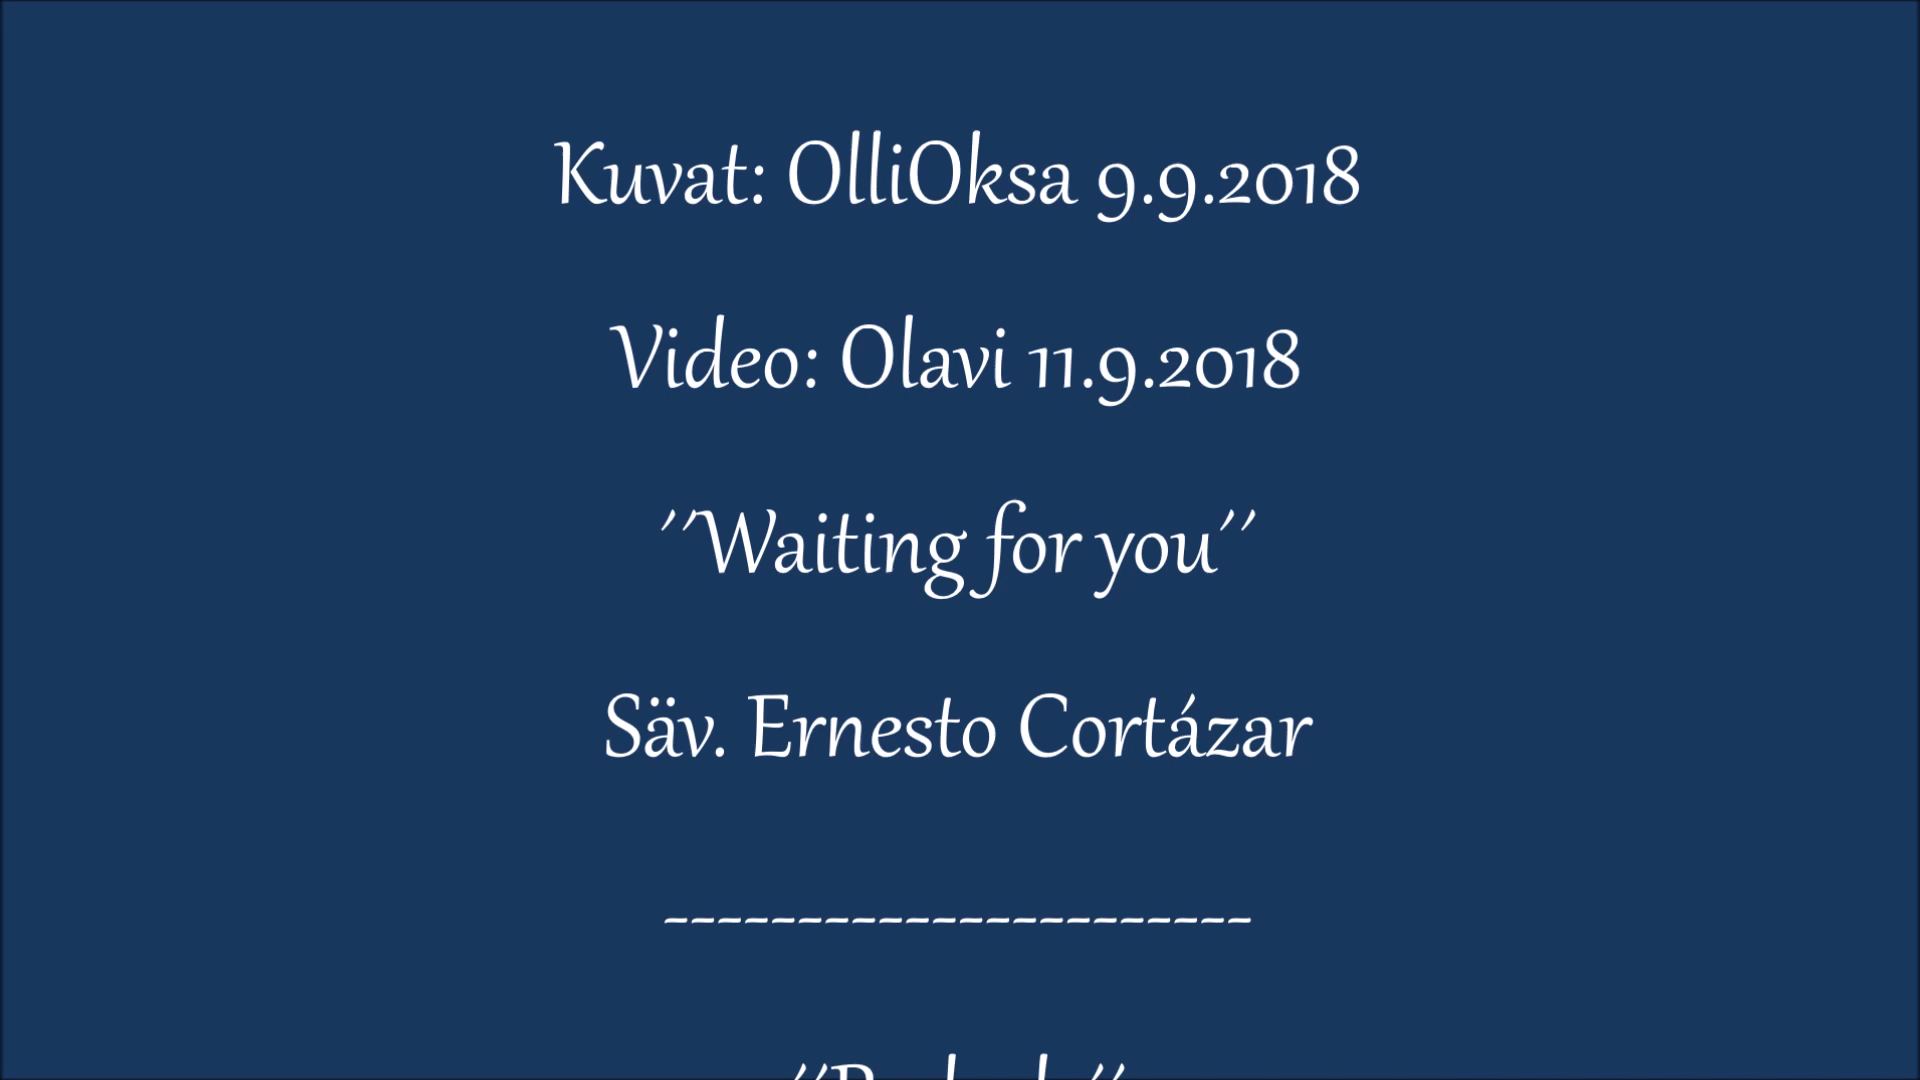 Kuvat: OlliOksa 9.9.2018
Video: Olavi 11.9.2018
´´Waiting for you´´
Säv. Ernesto Cortázar
~~~~~~~~~~~~~~~~~~~~~~